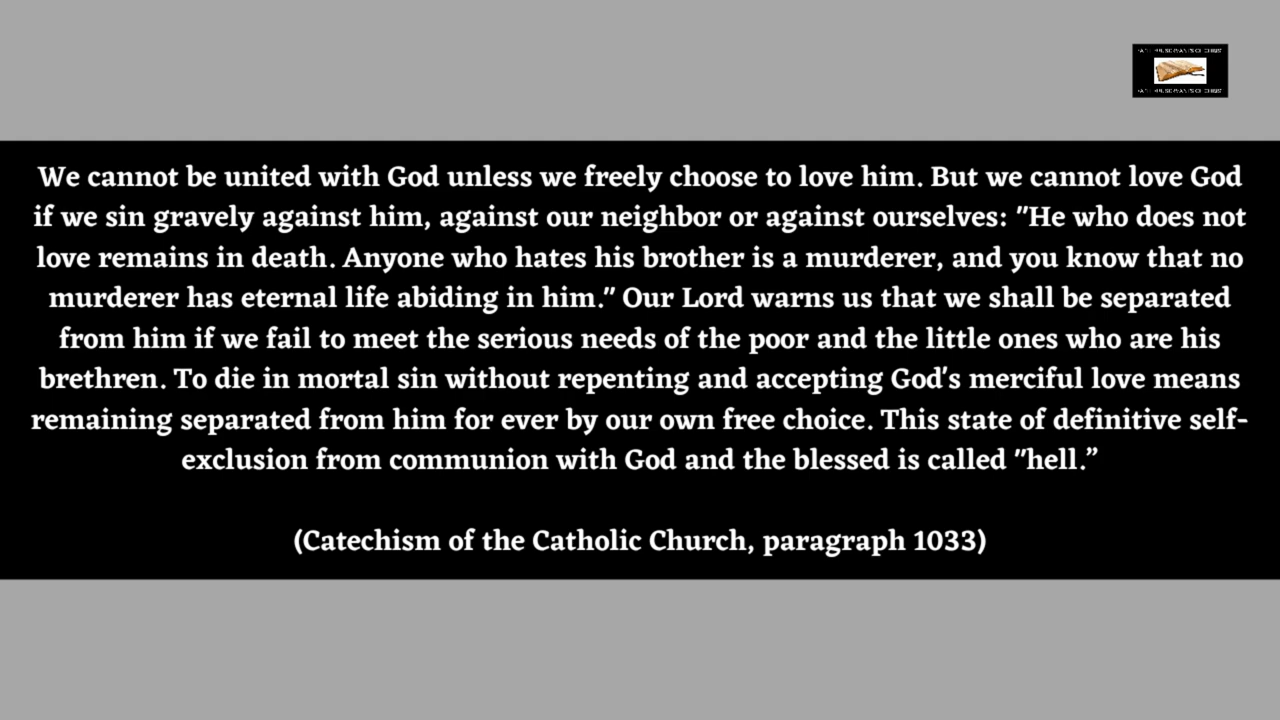 We cannot be united with God unless we freely choose to love him. But we cannot love God
if we sin gravely against him, against our neighbor or against ourselves: "He who does not
love remains in death. Anyone who hates his brother is a murderer, and you know that no
murderer has eternal life abiding in him." Our Lord warns us that we shall be separated
from him if we fail to meet the serious needs of the poor and the little ones who are his
brethren. To die in mortal sin without repenting and accepting God's merciful love means
remaining separated from him for ever by our own free choice. This state of definitive self-
exclusion from communion with God and the blessed is called "hell.”
(Catechism of the Catholic Church, paragraph 1033)